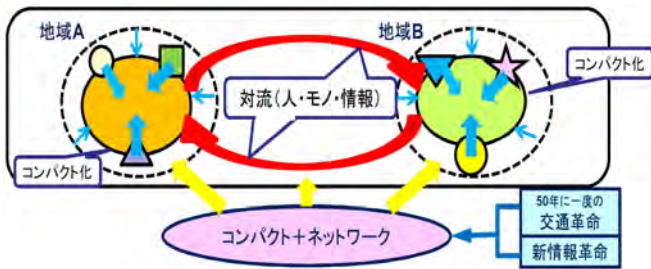 地域A
地域B
コンパクト化
対流(人・モノ・情報)
コンパクト化
コンパクト+ネットワーク
50年に一度の
交通革命
新情報革命